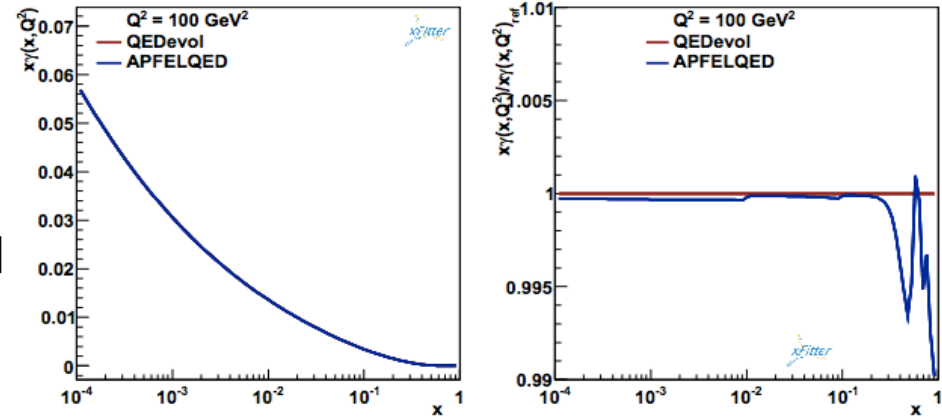 xγ(x,Q²)
Q² = 100 GeV²
QEDevol
APFELQED
xFitter
0.07
0.06
0.05
0.04
0.03
0.02
0.01
0
10⁻⁴
10⁻³
10⁻²
10⁻¹
1
x
xγ(x,Q²)/xγ(x,Q²)ref
Q² = 100 GeV²
QEDevol
APFELQED
xFitter
1.01
1.005
1
0.995
0.99
10⁻⁴
10⁻³
10⁻²
10⁻¹
1
x